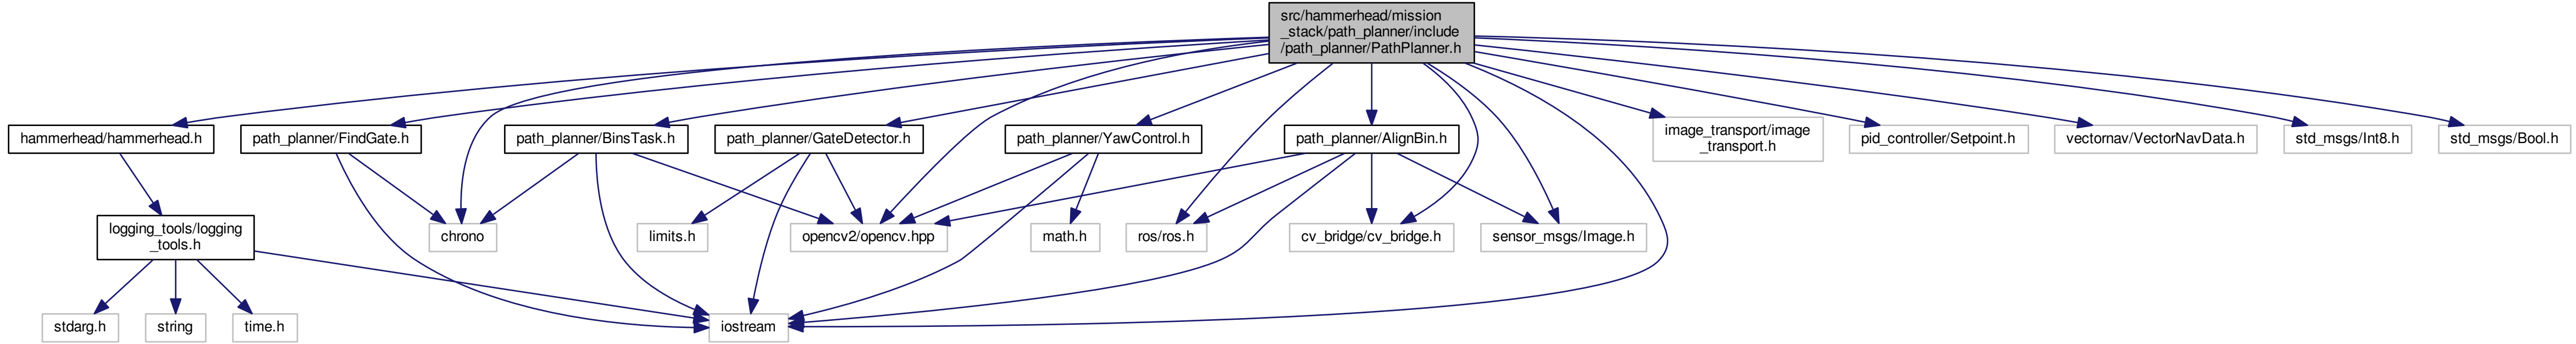 src/hammerhead/mission
_stack/path_planner/include
/path_planner/PathPlanner.h
hammerhead/hammerhead.h
path_planner/FindGate.h
path_planner/BinsTask.h
path_planner/GateDetector.h
path_planner/YawControl.h
path_planner/AlignBin.h
image_transport/image
_transport.h
pid_controller/Setpoint.h
vectornav/VectorNavData.h
std_msgs/Int8.h
std_msgs/Bool.h
logging_tools/logging
_tools.h
chrono
limits.h
opencv2/opencv.hpp
math.h
ros/ros.h
cv_bridge/cv_bridge.h
sensor_msgs/Image.h
stdarg.h
string
time.h
iostream